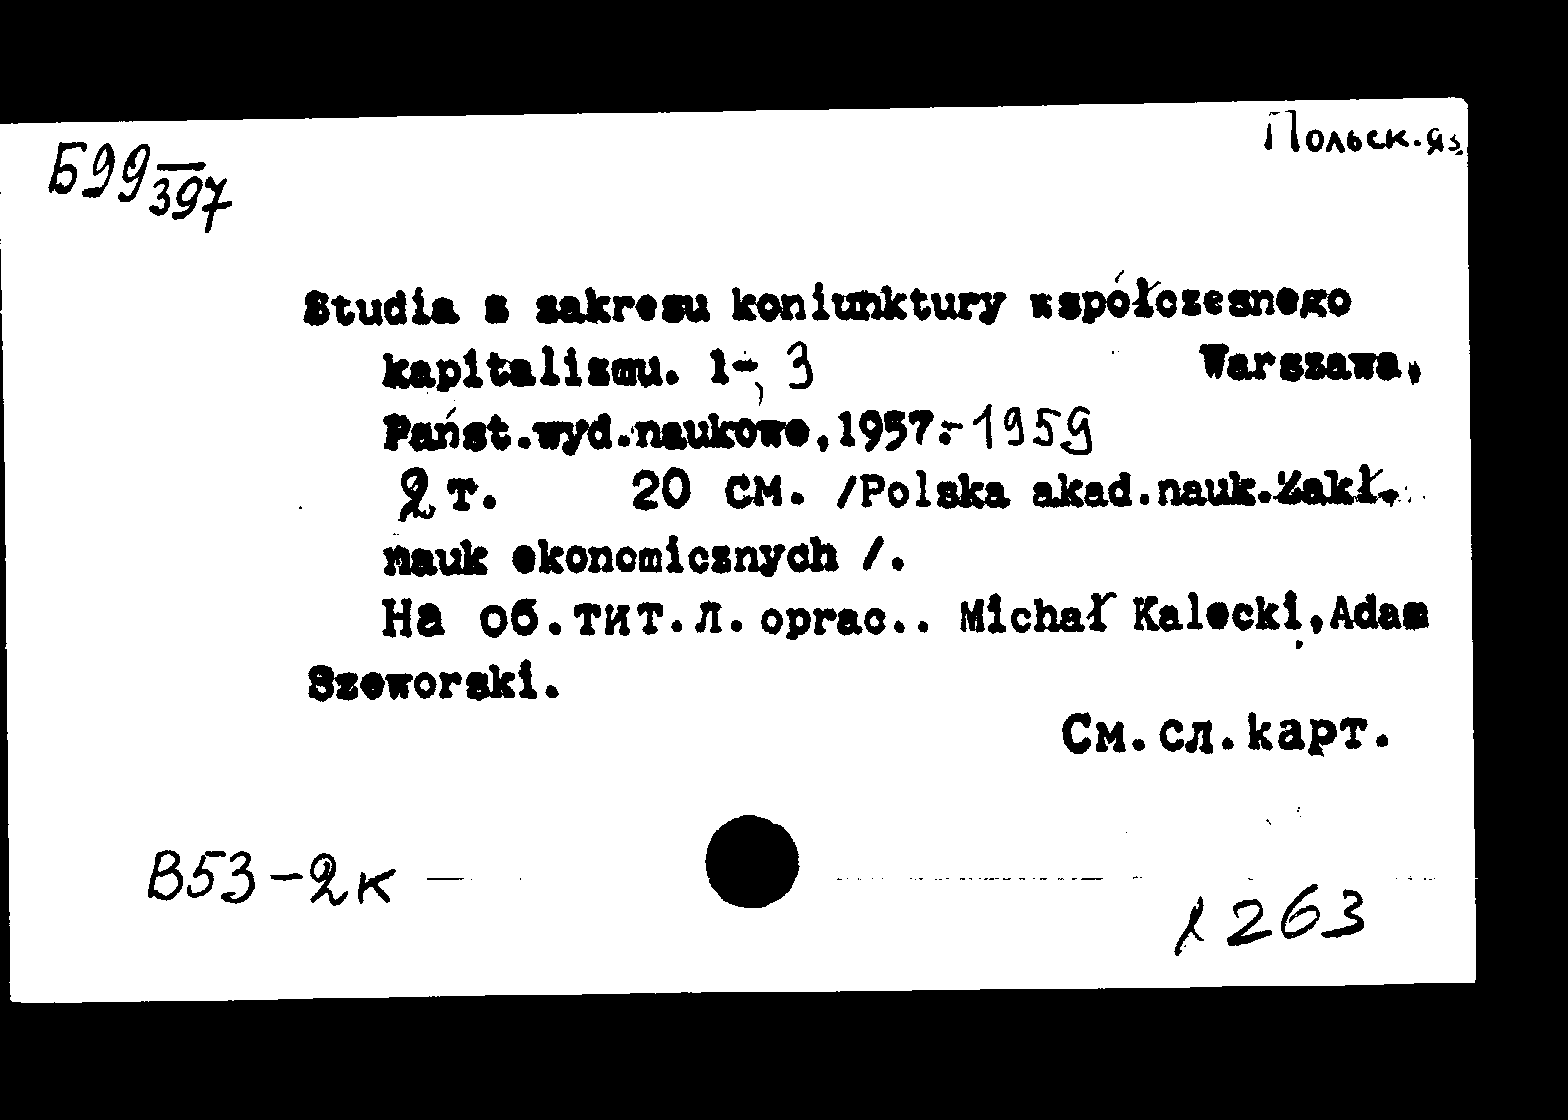 Польск. яз.
Б99/397
Studia z zakresu koniunktury współczesnego
kapitalizmu. 1-, 3 Warszawa,
Państ.wyd.naukowe,1957.-1959
2 т. 20 см. /Polska akad.nauk.Zakł.
nauk ekonomicznych /.
На об.тит.л. oprac.. Michał Kalecki,Adam
Szeworski.
См.сл.карт.
В53-2к
263